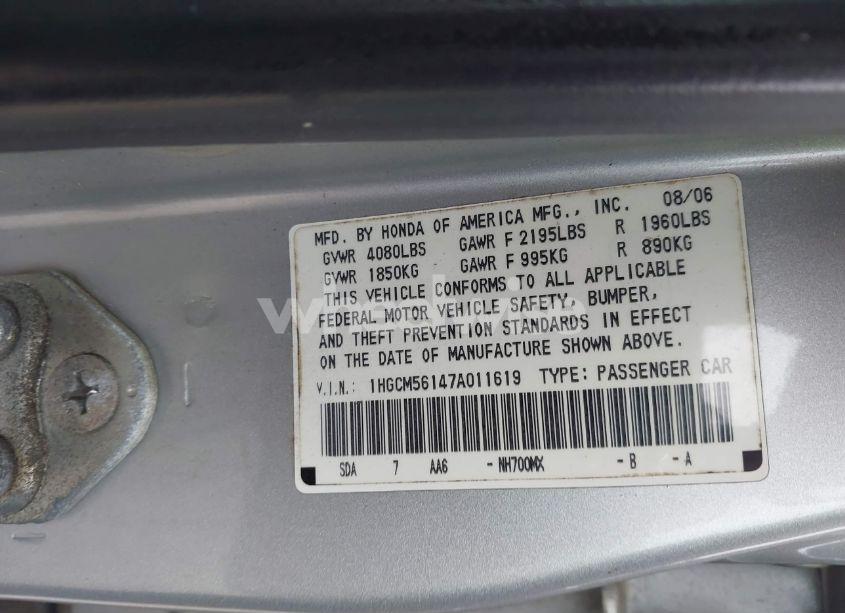 MFD. BY HONDA OF AMERICA MFG., INC. 08/06
GVWR 4080LBS GAWR F 2195LBS R 1960LBS
GVWR 1850KG GAWR F 995KG R 890KG
THIS VEHICLE CONFORMS TO ALL APPLICABLE
FEDERAL MOTOR VEHICLE SAFETY, BUMPER,
AND THEFT PREVENTION STANDARDS IN EFFECT
ON THE DATE OF MANUFACTURE SHOWN ABOVE.
V.I.N.: 1HGCM56147A011619 TYPE: PASSENGER CAR
SDA 7 AA6 - NH700MX - B - A